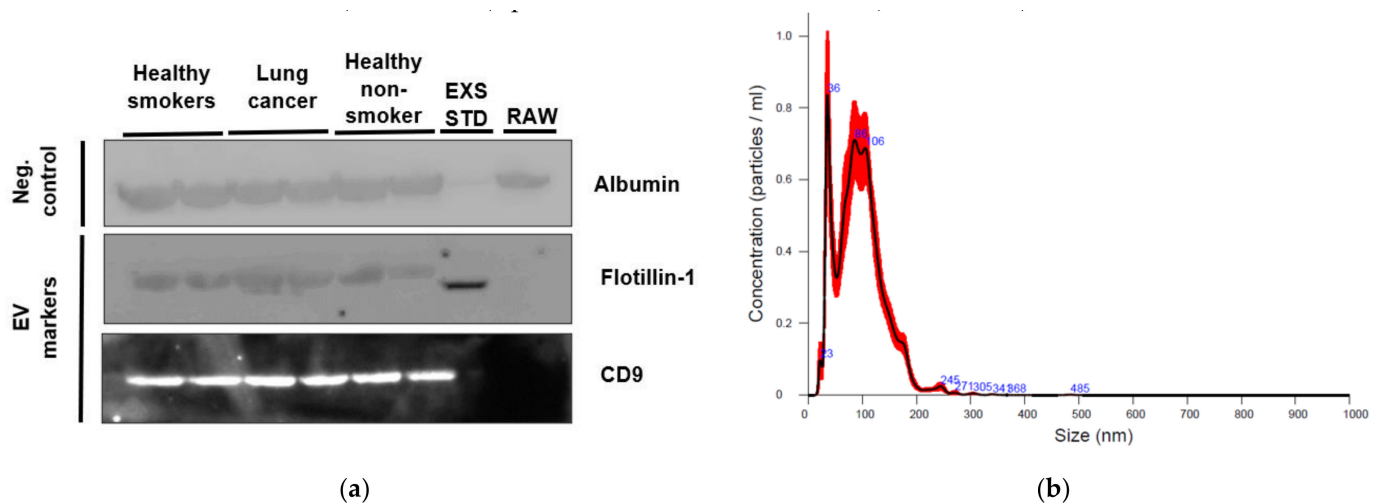 Healthy
smokers
Lung
cancer
Healthy
non-
smoker
EXS
STD
RAW
Neg.
control
Albumin
EV
markers
Flotillin-1
CD9
(a)
Concentration (particles / ml)
1.0
0.8
0.6
0.4
0.2
0
36
86
106
23
245
271
305
341
368
485
0 100 200 300 400 500 600 700 800 900 1000
Size (nm)
(b)